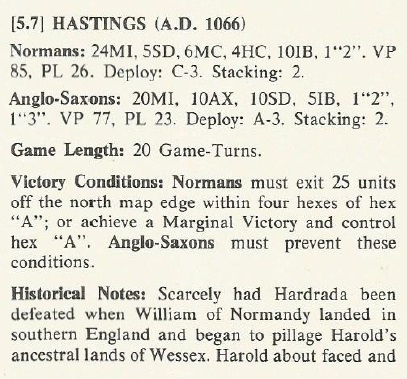 [5.7] HASTINGS (A.D. 1066)
Normans: 24MI, 5SD, 6MC, 4HC, 10IB, 1“2”. VP
85, PL 26. Deploy: C-3. Stacking: 2.
Anglo-Saxons: 20MI, 10AX, 10SD, 5IB, 1“2”,
1“3”. VP 77, PL 23. Deploy: A-3. Stacking: 2.
Game Length: 20 Game-Turns.
Victory Conditions: Normans must exit 25 units
off the north map edge within four hexes of hex
“A”; or achieve a Marginal Victory and control
hex “A”. Anglo-Saxons must prevent these
conditions.
Historical Notes: Scarcely had Hardrada been
defeated when William of Normandy landed in
southern England and began to pillage Harold’s
ancestral lands of Wessex. Harold about faced and